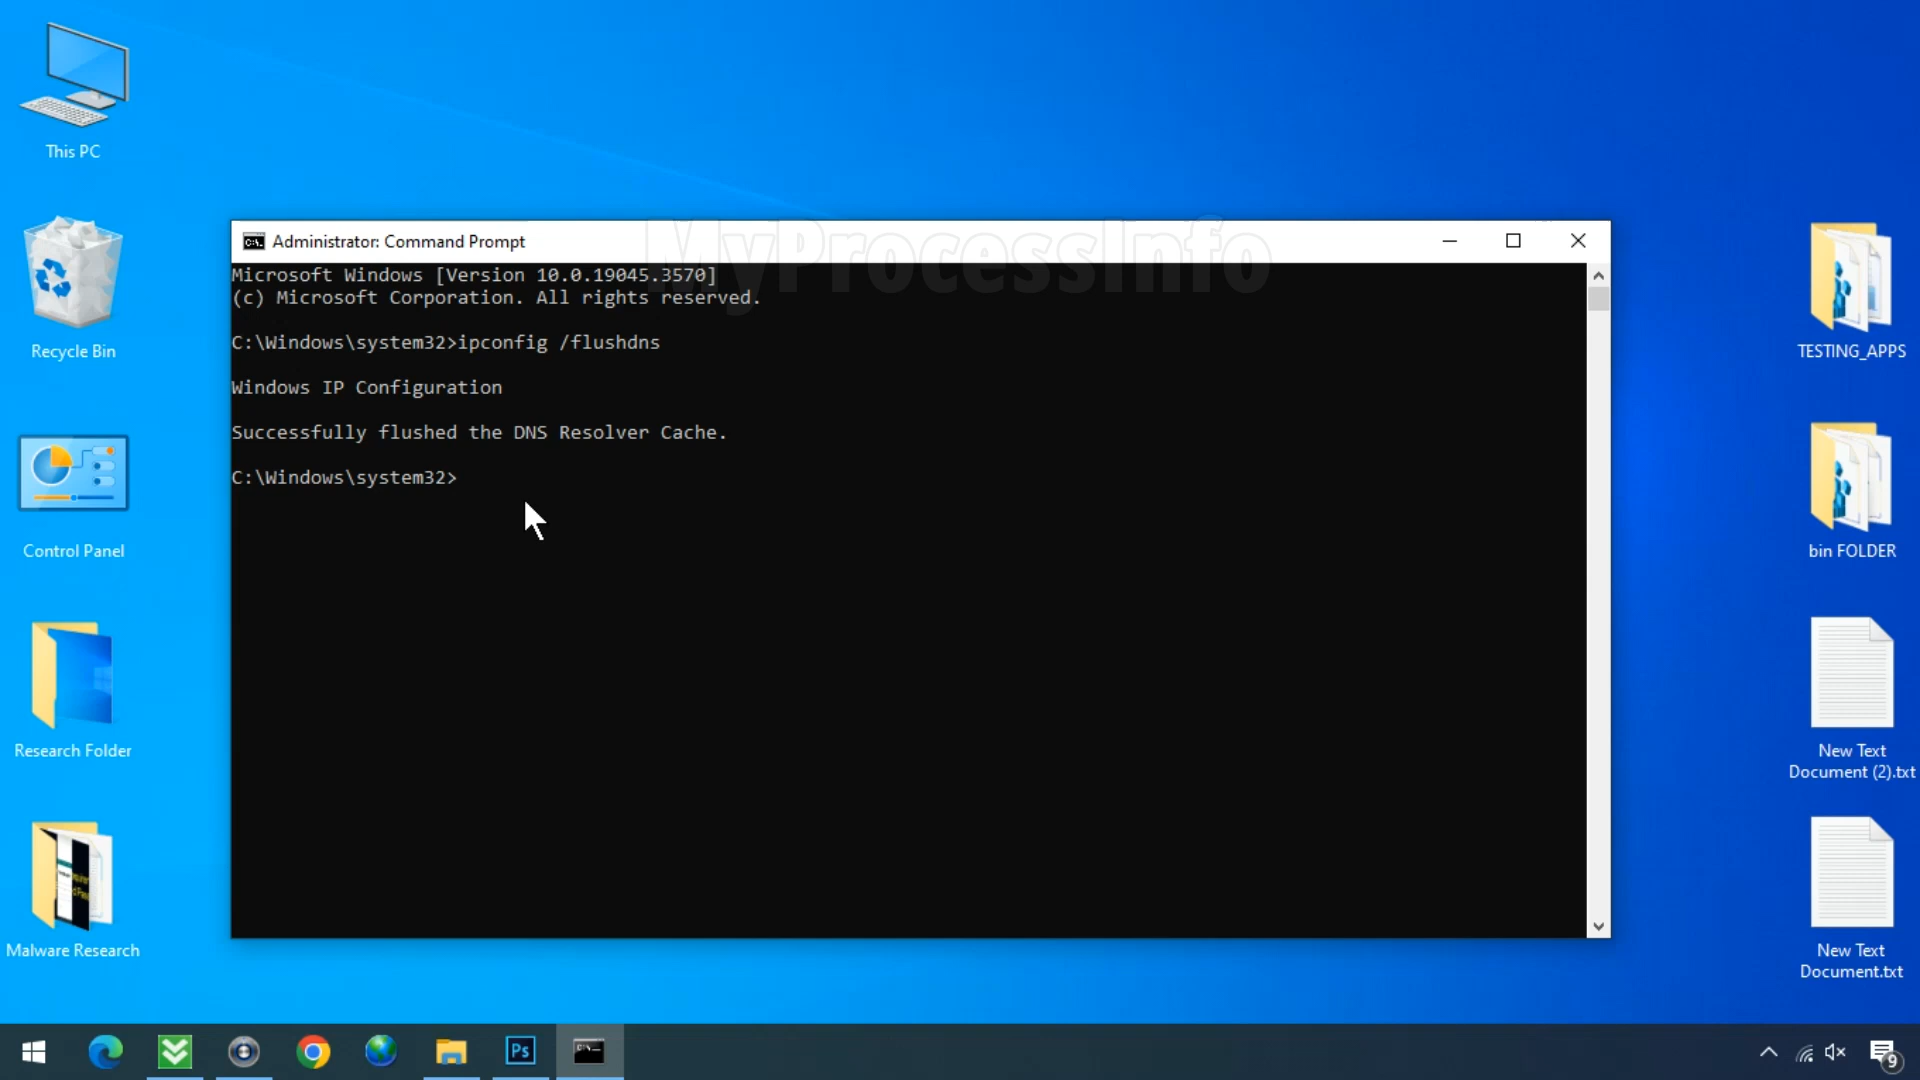 This PC
Recycle Bin
Control Panel
Research Folder
Malware Research
MyProcessInfo
Administrator: Command Prompt
Microsoft Windows [Version 10.0.19045.3570]
(c) Microsoft Corporation. All rights reserved.
C:\Windows\system32>ipconfig /flushdns
Windows IP Configuration
Successfully flushed the DNS Resolver Cache.
C:\Windows\system32>
TESTING_APPS
bin FOLDER
New Text
Document (2).txt
New Text
Document.txt
Ps
9